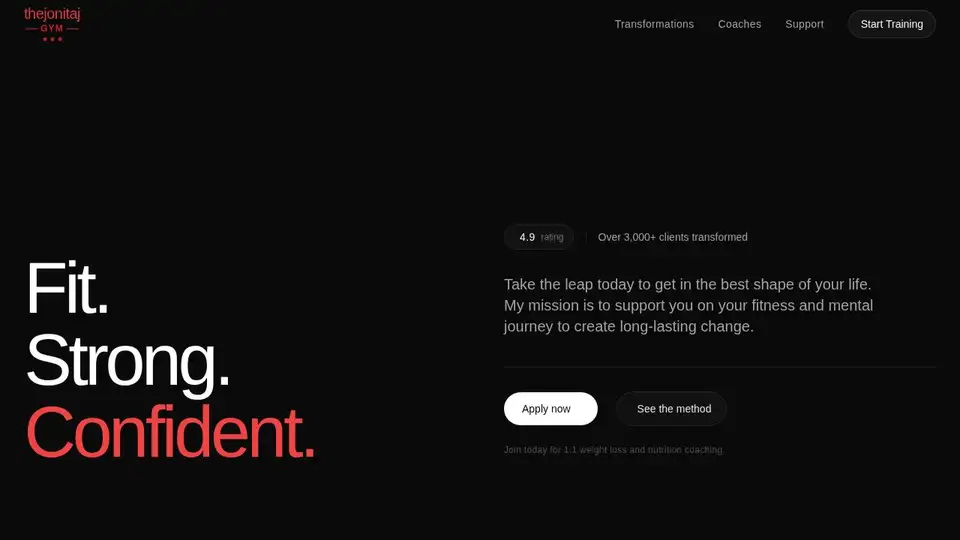 thejonitaj
GYM
★★★
Transformations
Coaches
Support
Start Training
Fit.
Strong.
Confident.
4.9 rating
Over 3,000+ clients transformed
Take the leap today to get in the best shape of your life.
My mission is to support you on your fitness and mental
journey to create long-lasting change.
Apply now
See the method
Join today for 1:1 weight loss and nutrition coaching.